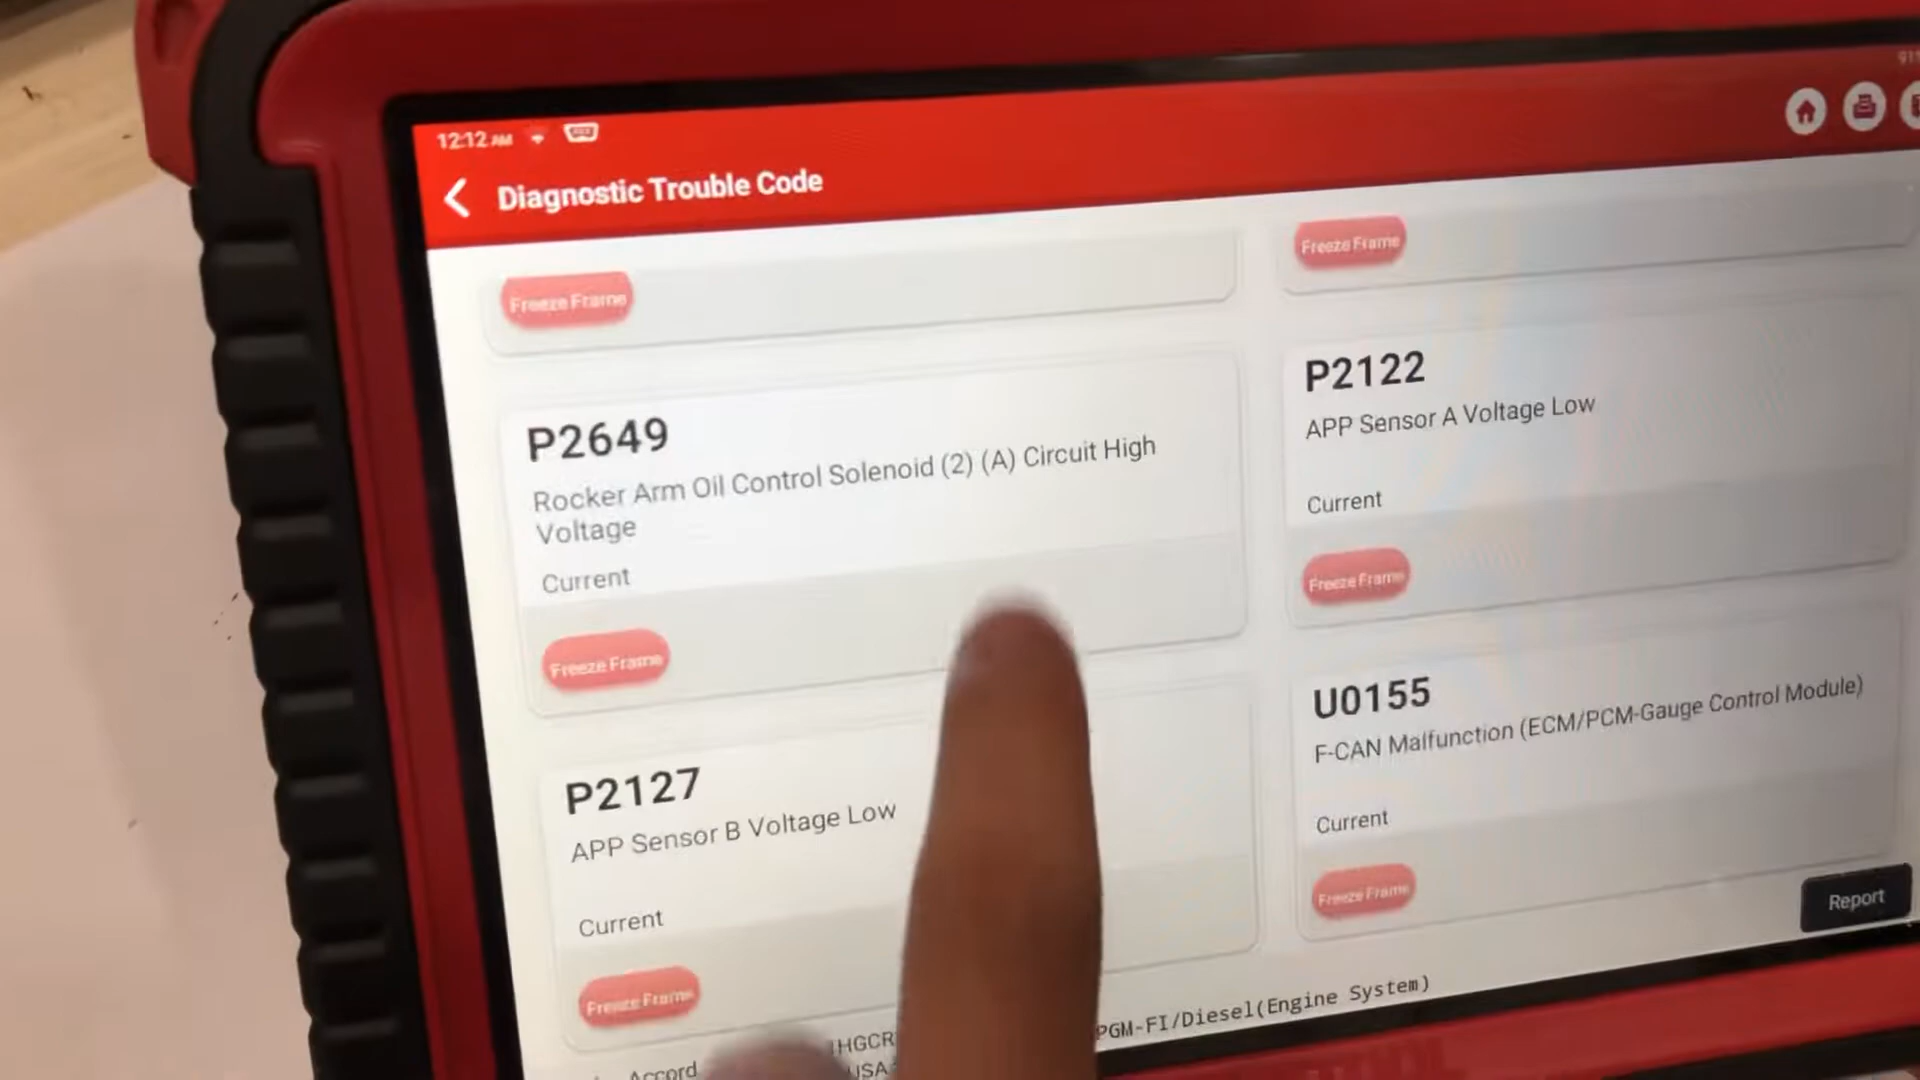 12:12 AM
Diagnostic Trouble Code
Freeze Frame
Freeze Frame
P2649
Rocker Arm Oil Control Solenoid (2) (A) Circuit High
Voltage
Current
Freeze Frame
P2122
APP Sensor A Voltage Low
Current
Freeze Frame
P2127
APP Sensor B Voltage Low
Current
Freeze Frame
U0155
F-CAN Malfunction (ECM/PCM-Gauge Control Module)
Current
Freeze Frame
Report
HGCR
PGM-FI/Diesel(Engine System)
Accord
USA